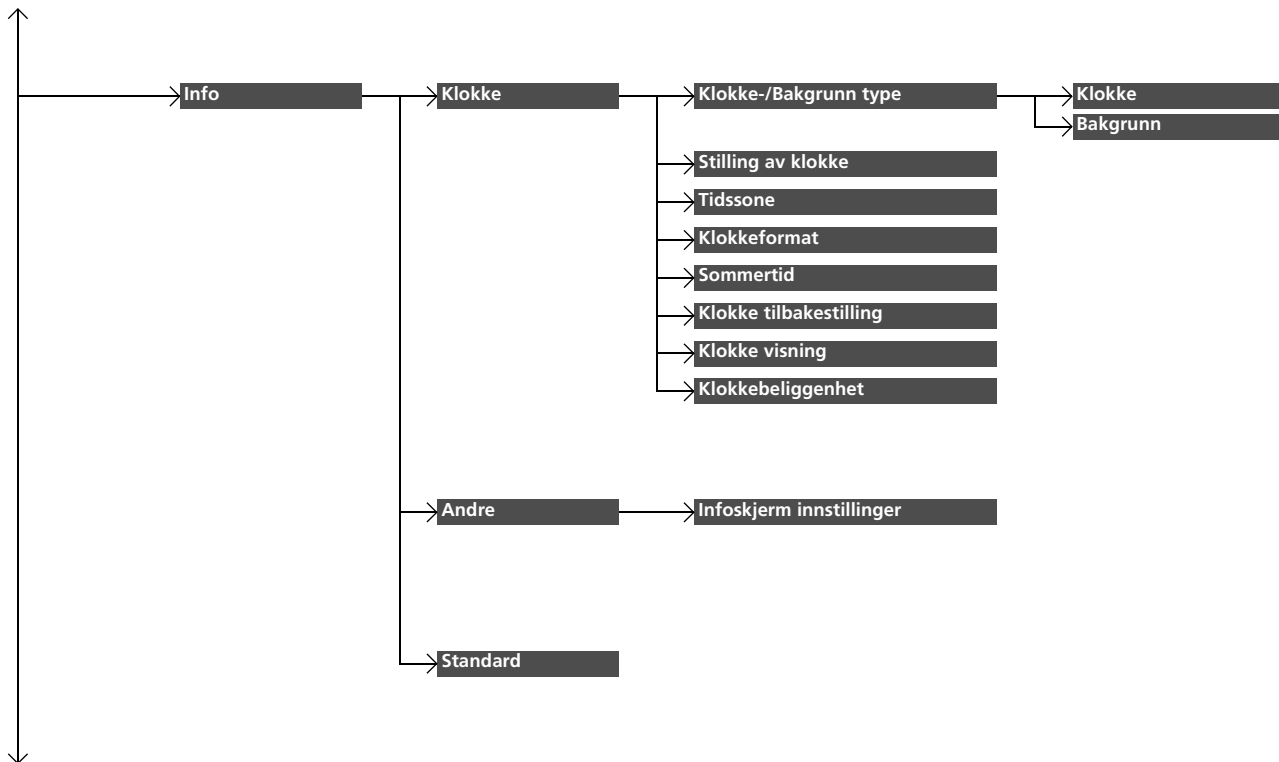 Info
Klokke
Klokke-/Bakgrunn type
Klokke
Bakgrunn
Stilling av klokke
Tidssone
Klokkeformat
Sommertid
Klokke tilbakestilling
Klokke visning
Klokkebeliggenhet
Andre
Infoskjerm innstillinger
Standard